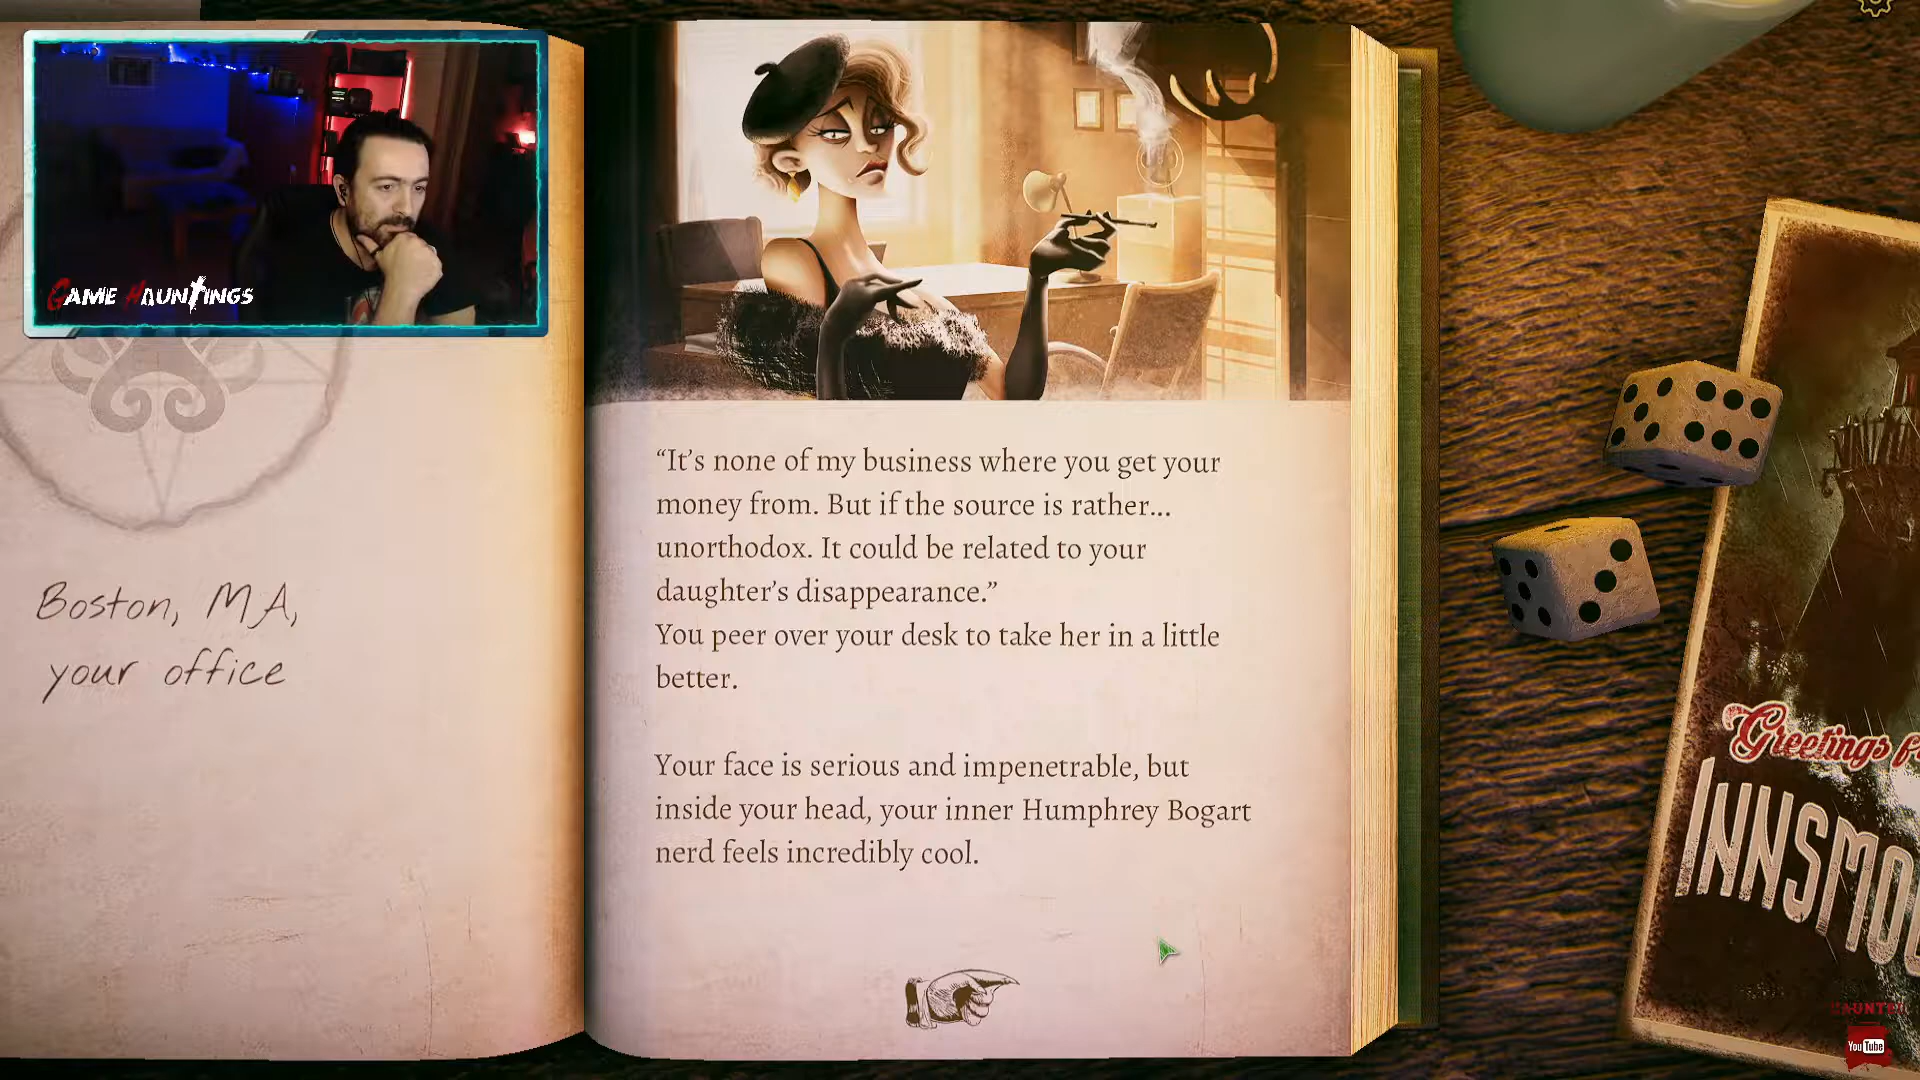 GAME HAUNTINGS
Boston, MA,
your office
“It’s none of my business where you get your
money from. But if the source is rather...
unorthodox. It could be related to your
daughter’s disappearance.”
You peer over your desk to take her in a little
better.
Your face is serious and impenetrable, but
inside your head, your inner Humphrey Bogart
nerd feels incredibly cool.
Greetings f
INNSMO
HAUNTED
YouTube